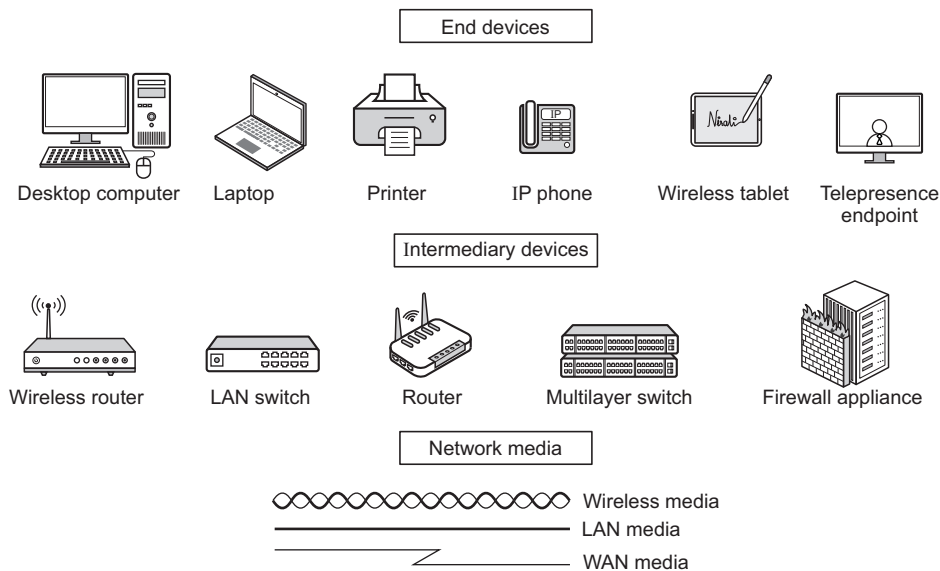 End devices
Desktop computer
Laptop
Printer
IP
IP phone
Nirali
Wireless tablet
Telepresence
endpoint
Intermediary devices
Wireless router
LAN switch
Router
Multilayer switch
Firewall appliance
Network media
Wireless media
LAN media
WAN media